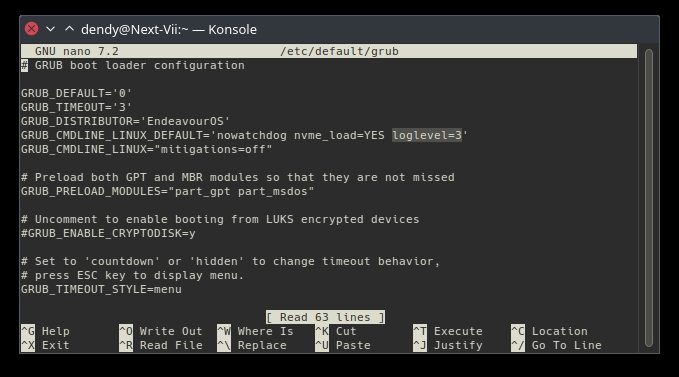 dendy@Next-Vii:~ — Konsole
GNU nano 7.2 /etc/default/grub
# GRUB boot loader configuration
GRUB_DEFAULT='0'
GRUB_TIMEOUT='3'
GRUB_DISTRIBUTOR='EndeavourOS'
GRUB_CMDLINE_LINUX_DEFAULT='nowatchdog nvme_load=YES loglevel=3'
GRUB_CMDLINE_LINUX="mitigations=off"
# Preload both GPT and MBR modules so that they are not missed
GRUB_PRELOAD_MODULES="part_gpt part_msdos"
# Uncomment to enable booting from LUKS encrypted devices
#GRUB_ENABLE_CRYPTODISK=y
# Set to 'countdown' or 'hidden' to change timeout behavior,
# press ESC key to display menu.
GRUB_TIMEOUT_STYLE=menu
[ Read 63 lines ]
^G Help ^O Write Out ^W Where Is ^K Cut ^T Execute ^C Location
^X Exit ^R Read File ^\ Replace ^U Paste ^J Justify ^/ Go To Line